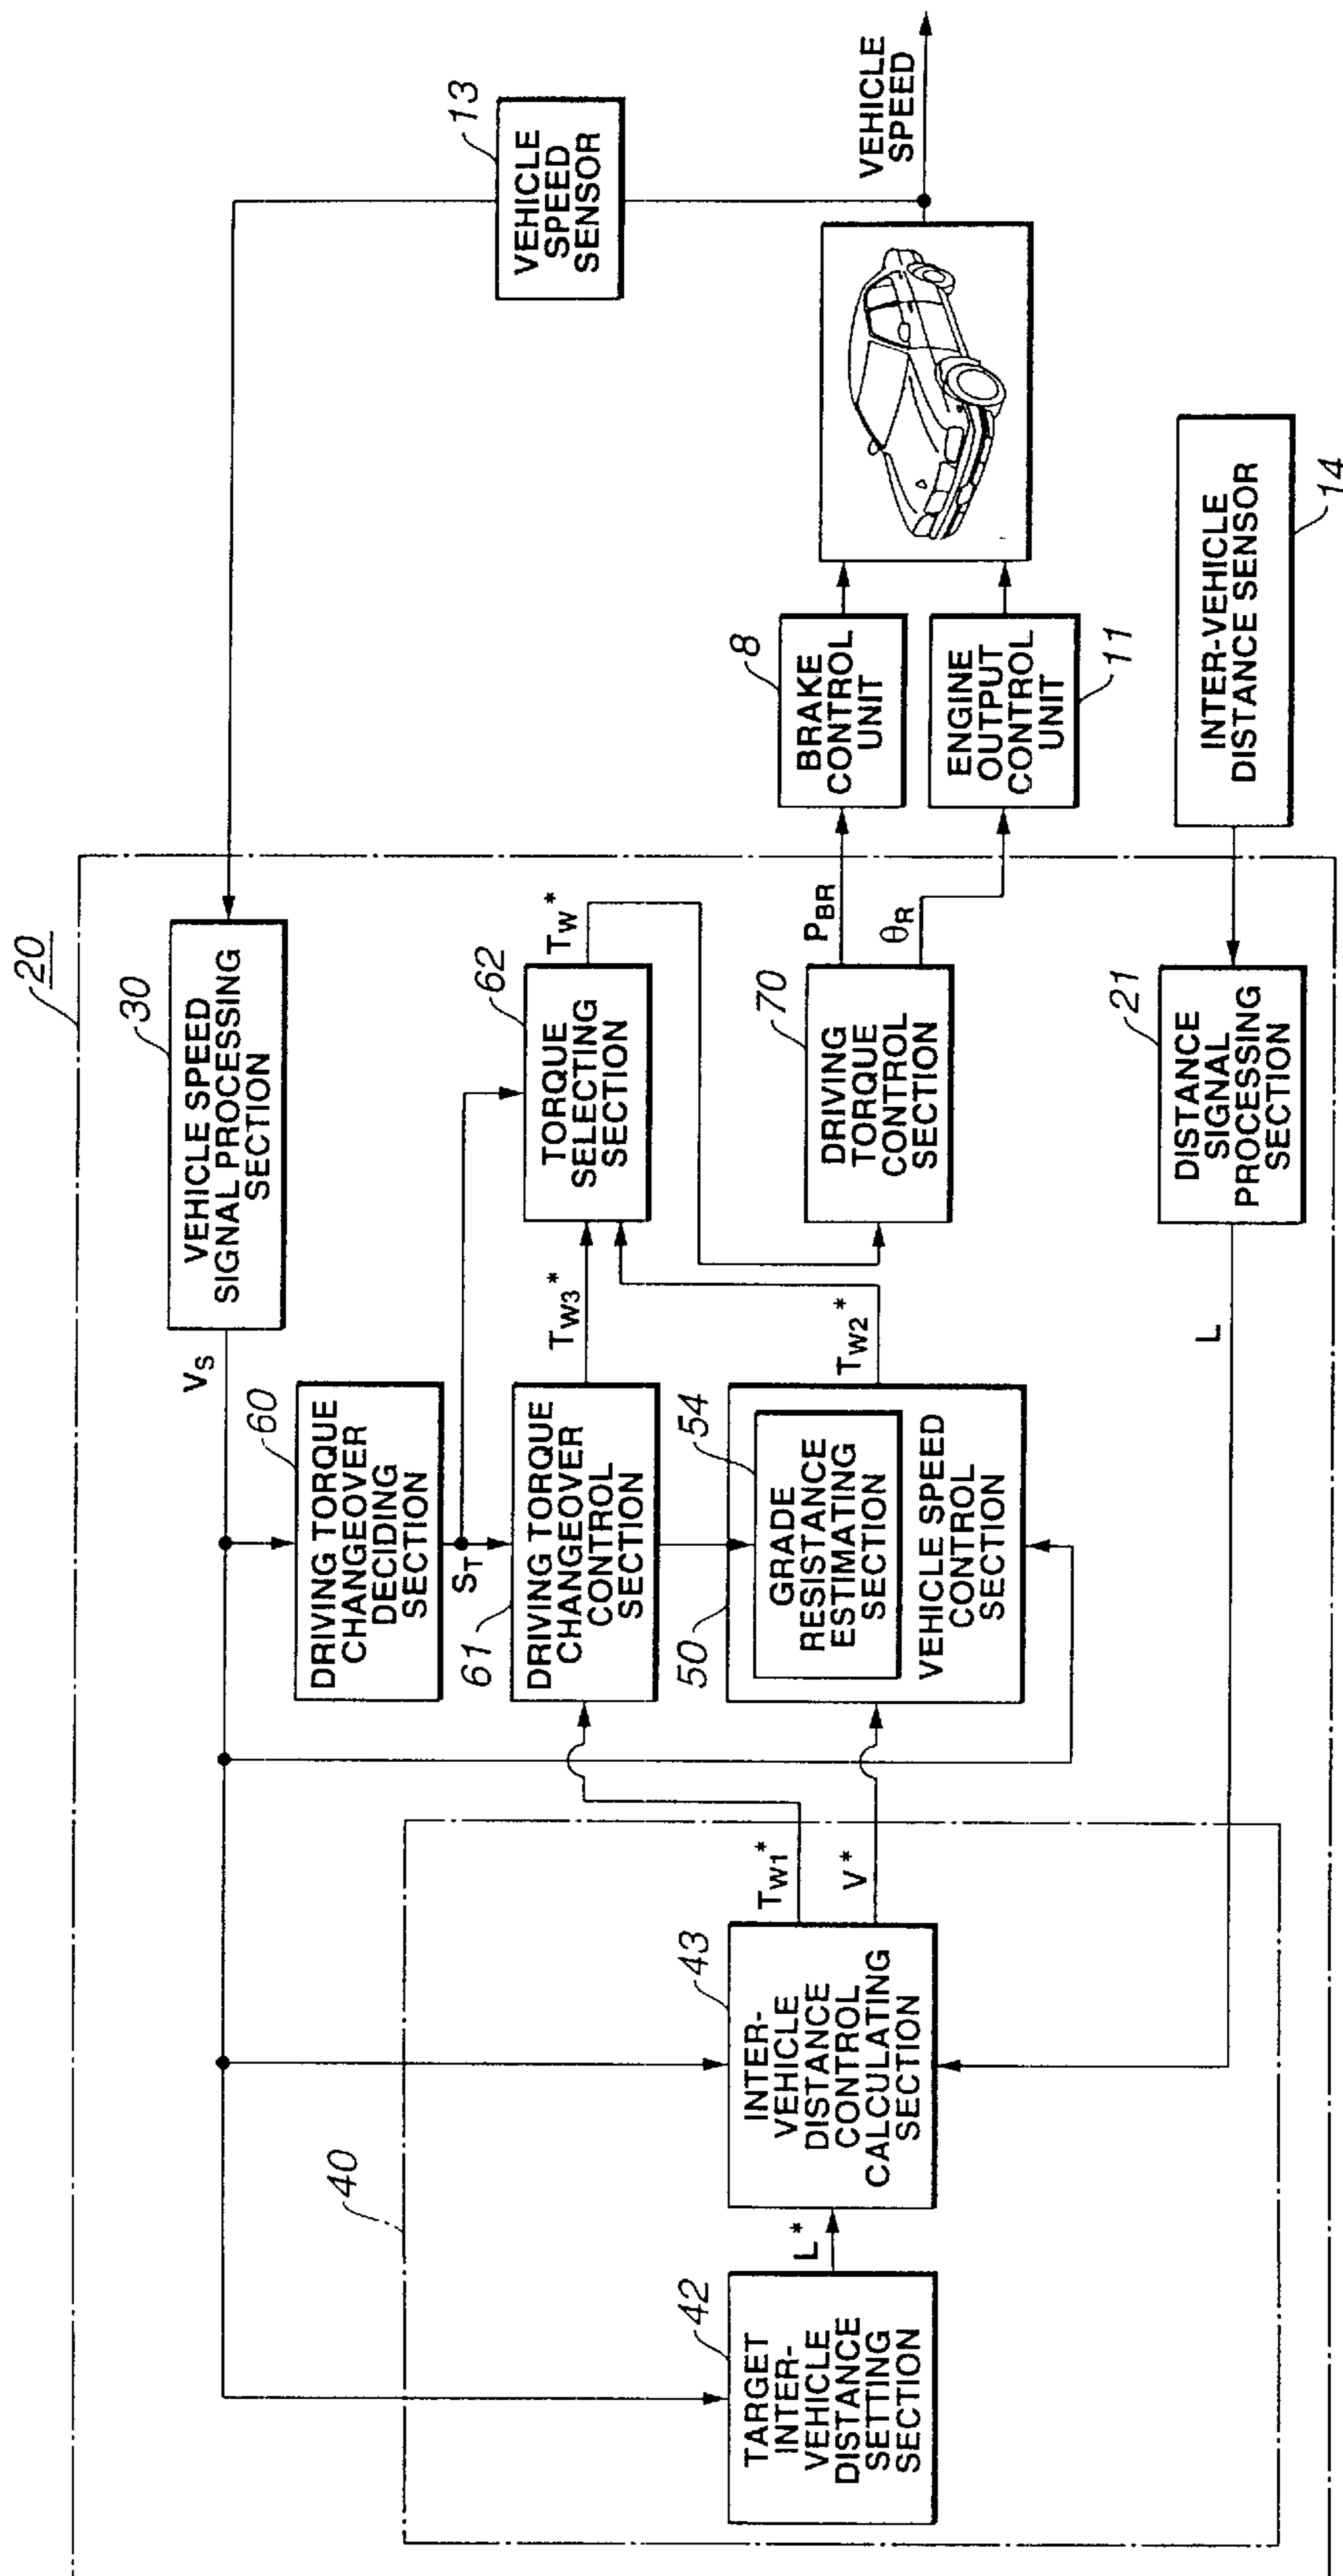 20
30
VEHICLE SPEED
SIGNAL PROCESSING
SECTION
VS
13
VEHICLE
SPEED
SENSOR
60
DRIVING TORQUE
CHANGEOVER
DECIDING
SECTION
ST
61
DRIVING TORQUE
CHANGEOVER
CONTROL
SECTION
TW3*
62
TORQUE
SELECTING
SECTION
TW*
40
42
TARGET
INTER-
VEHICLE
DISTANCE
SETTING
SECTION
L*
43
INTER-
VEHICLE
DISTANCE
CONTROL
CALCULATING
SECTION
TW1*
V*
50
54
GRADE
RESISTANCE
ESTIMATING
SECTION
VEHICLE SPEED
CONTROL
SECTION
TW2*
70
DRIVING
TORQUE
CONTROL
SECTION
PBR
θR
8
BRAKE
CONTROL
UNIT
ENGINE
OUTPUT
CONTROL
UNIT
11
VEHICLE
SPEED
L
21
DISTANCE
SIGNAL
PROCESSING
SECTION
INTER-VEHICLE
DISTANCE SENSOR
14